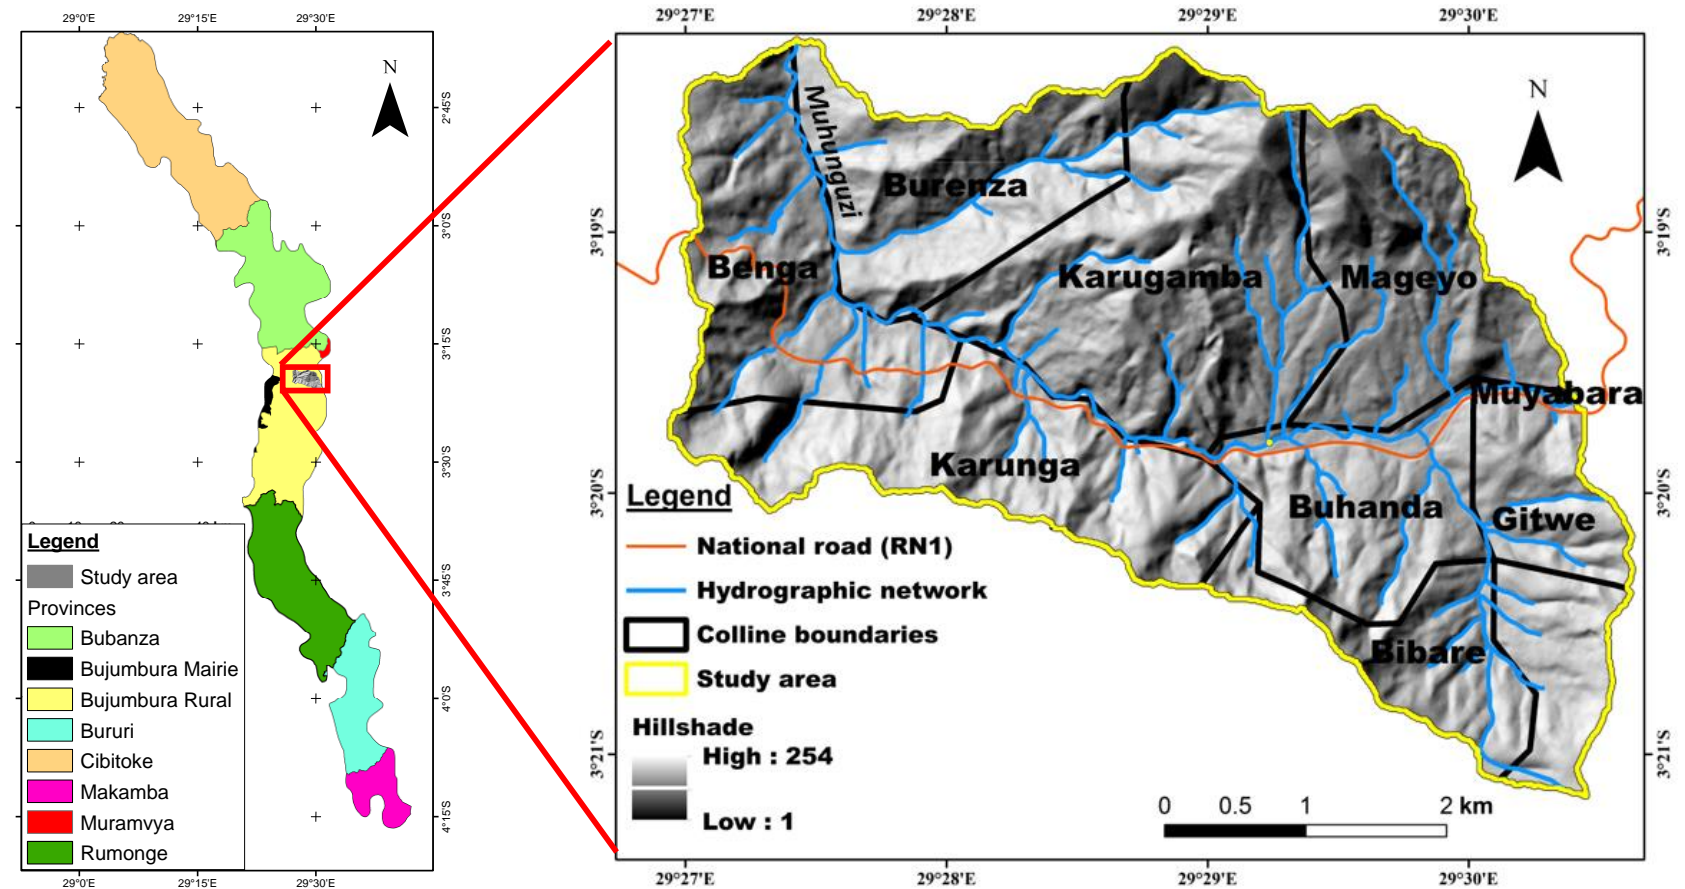 29°0'E 29°15'E 29°30'E
N
2°45'S
3°0'S
3°15'S
3°30'S
3°45'S
4°0'S
4°15'S
Legend
Study area
Provinces
Bubanza
Bujumbura Mairie
Bujumbura Rural
Bururi
Cibitoke
Makamba
Muramvya
Rumonge
29°0'E 29°15'E 29°30'E
29°27'E 29°28'E 29°29'E 29°30'E
N
Muhunguzi
Burenza
3°19'S 3°19'S
Benga
Karugamba
Mageyo
Muyabara
Karunga
3°20'S 3°20'S
Buhanda
Gitwe
Bibare
Legend
National road (RN1)
Hydrographic network
Colline boundaries
Study area
Hillshade
High : 254
Low : 1
3°21'S 3°21'S
0 0.5 1 2 km
29°27'E 29°28'E 29°29'E 29°30'E